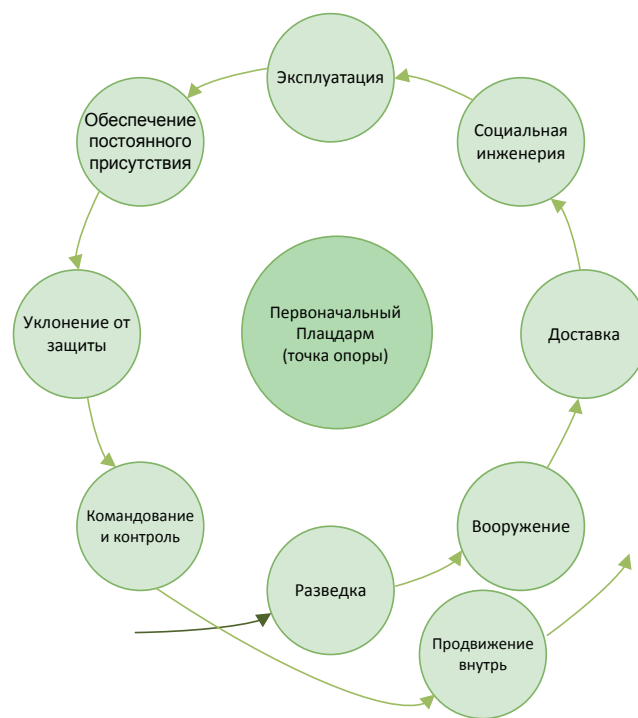 Эксплуатация
Обеспечение
постоянного
присутствия
Социальная
инженерия
Первоначальный
Плацдарм
(точка опоры)
Уклонение от
защиты
Доставка
Командование
и контроль
Вооружение
Разведка
Продвижение
внутрь